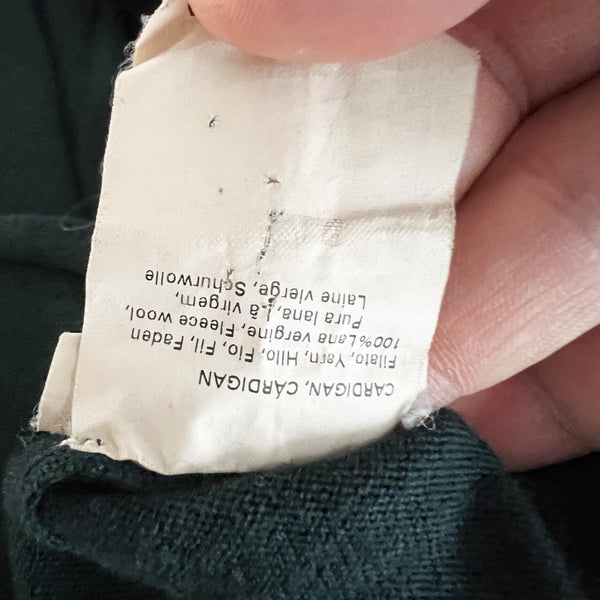 CARDIGAN, CÁRDIGAN
Filato, Yarn, Hilo, Fio, Fil, Faden
100%Lana vergine, Fleece wool,
Pura lana, Lã virgem,
Laine vierge, Schurwolle